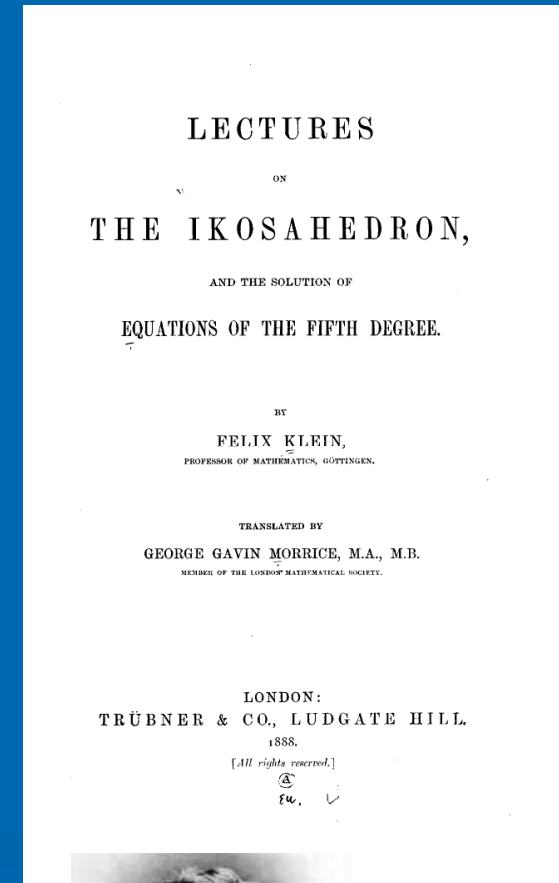 LECTURES
ON
THE IKOSAHEDRON,
AND THE SOLUTION OF
EQUATIONS OF THE FIFTH DEGREE.
BY
FELIX KLEIN,
PROFESSOR OF MATHEMATICS, GÖTTINGEN.
TRANSLATED BY
GEORGE GAVIN MORRICE, M.A., M.B.
MEMBER OF THE LONDON MATHEMATICAL SOCIETY.
LONDON:
TRÜBNER & CO., LUDGATE HILL.
1888.
[All rights reserved.]
A